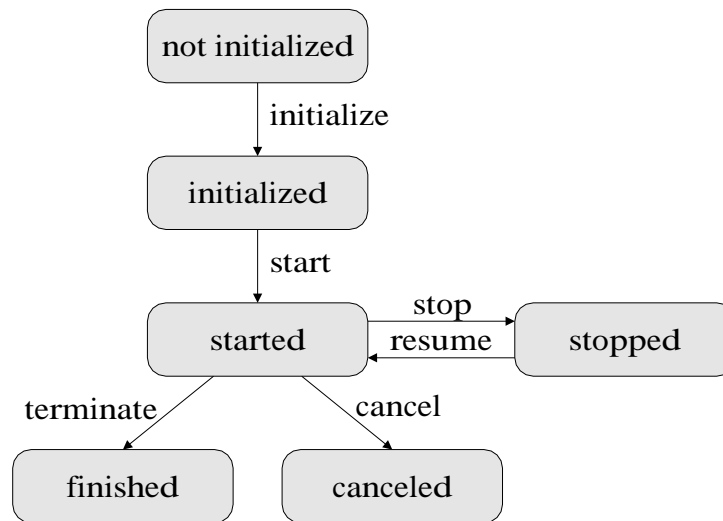 not initialized
initialize
initialized
start
started
stop
resume
stopped
terminate
cancel
finished
canceled